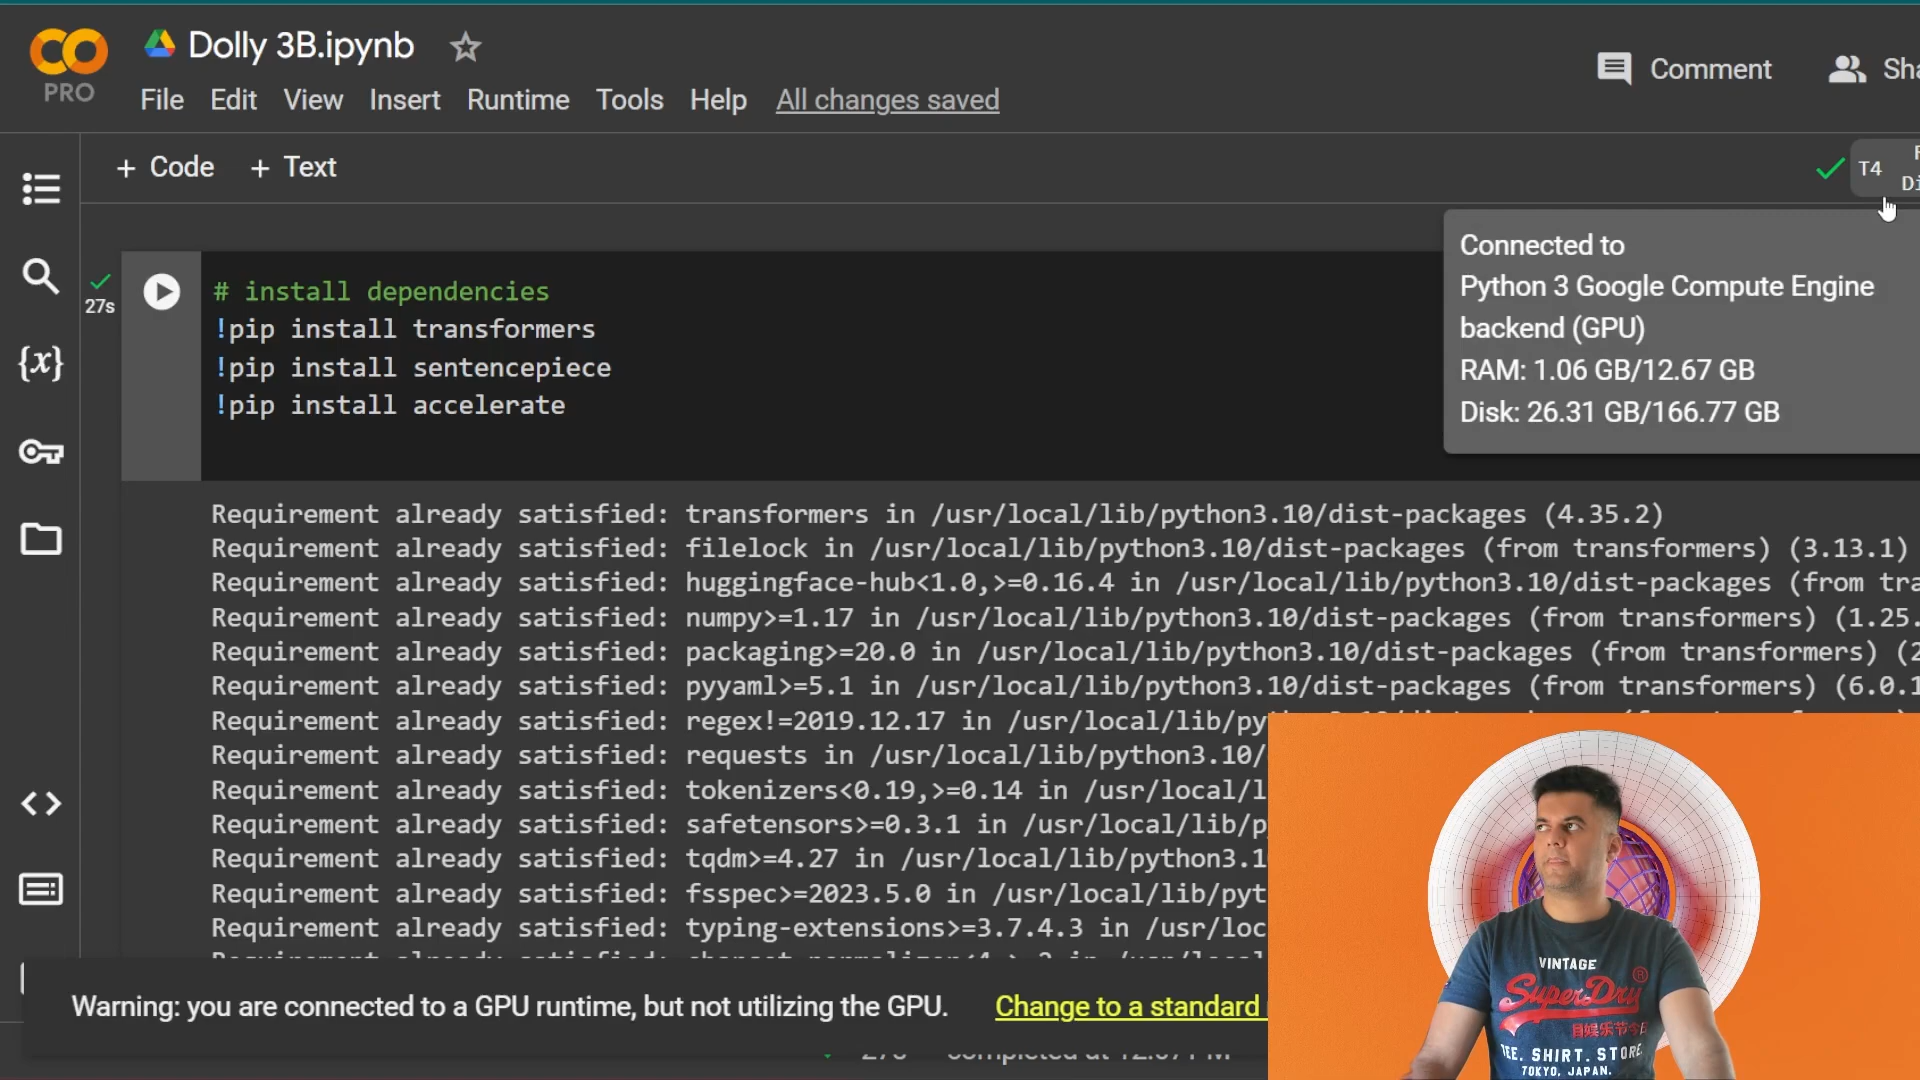 PRO
Dolly 3B.ipynb
File Edit View Insert Runtime Tools Help All changes saved
Comment
+ Code + Text
T4
Connected to
Python 3 Google Compute Engine
backend (GPU)
RAM: 1.06 GB/12.67 GB
Disk: 26.31 GB/166.77 GB
{x}
27s
# install dependencies
!pip install transformers
!pip install sentencepiece
!pip install accelerate
Requirement already satisfied: transformers in /usr/local/lib/python3.10/dist-packages (4.35.2)
Requirement already satisfied: filelock in /usr/local/lib/python3.10/dist-packages (from transformers) (3.13.1)
Requirement already satisfied: huggingface-hub<1.0,>=0.16.4 in /usr/local/lib/python3.10/dist-packages (from
Requirement already satisfied: numpy>=1.17 in /usr/local/lib/python3.10/dist-packages (from transformers) (1.25.
Requirement already satisfied: packaging>=20.0 in /usr/local/lib/python3.10/dist-packages (from transformers) (2
Requirement already satisfied: pyyaml>=5.1 in /usr/local/lib/python3.10/dist-packages (from transformers) (6.0.1
Requirement already satisfied: regex!=2019.12.17 in /usr/local/lib/py
Requirement already satisfied: requests in /usr/local/lib/python3.10/
Requirement already satisfied: tokenizers<0.19,>=0.14 in /usr/local/l
Requirement already satisfied: safetensors>=0.3.1 in /usr/local/lib/p
Requirement already satisfied: tqdm>=4.27 in /usr/local/lib/python3.1
Requirement already satisfied: fsspec>=2023.5.0 in /usr/local/lib/pyt
Requirement already satisfied: typing-extensions>=3.7.4.3 in /usr/loc
Warning: you are connected to a GPU runtime, but not utilizing the GPU. Change to a standard
VINTAGE
SuperDry
TEE. SHIRT. STORE.
TOKYO, JAPAN.